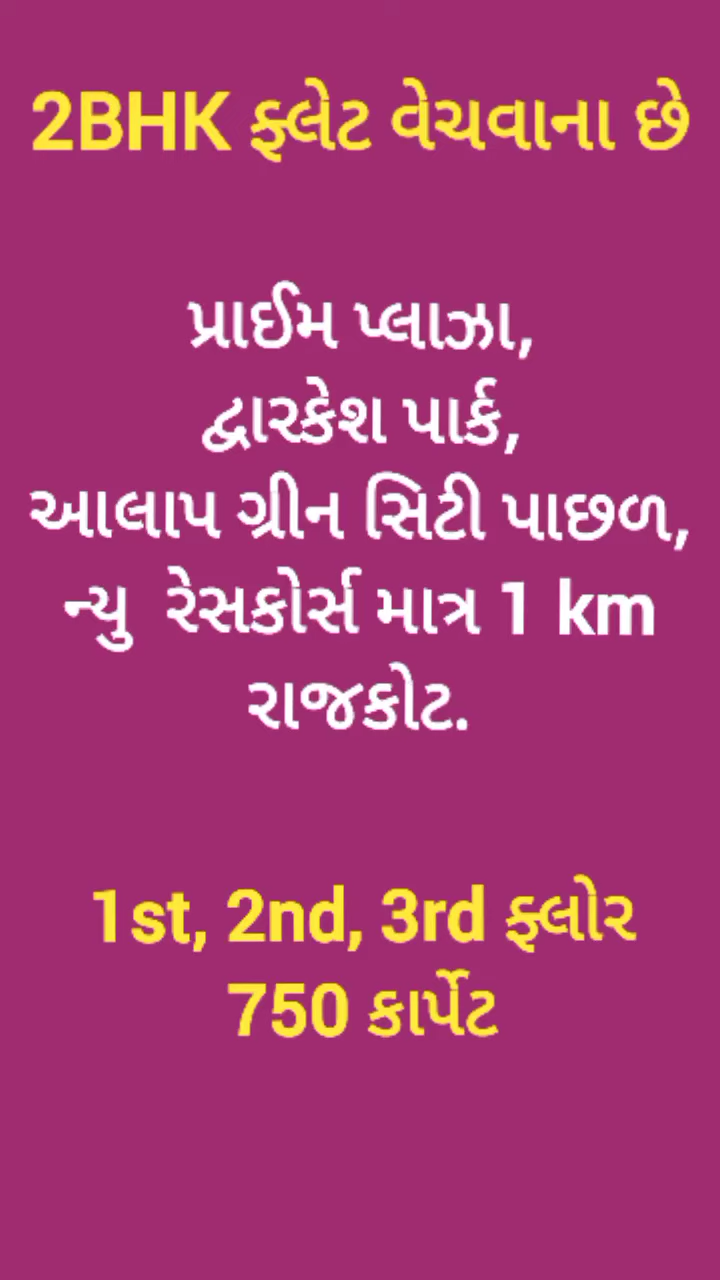 2BHK ફ્લેટ વેચવાના છે
પ્રાઈમ પ્લાઝા,
દ્વારકેશ પાર્ક,
આલાપ ગ્રીન સિટી પાછળ,
ન્યુ રેસકોર્સ માત્ર 1 km
રાજકોટ.
1st, 2nd, 3rd ફ્લોર
750 કાર્પેટ